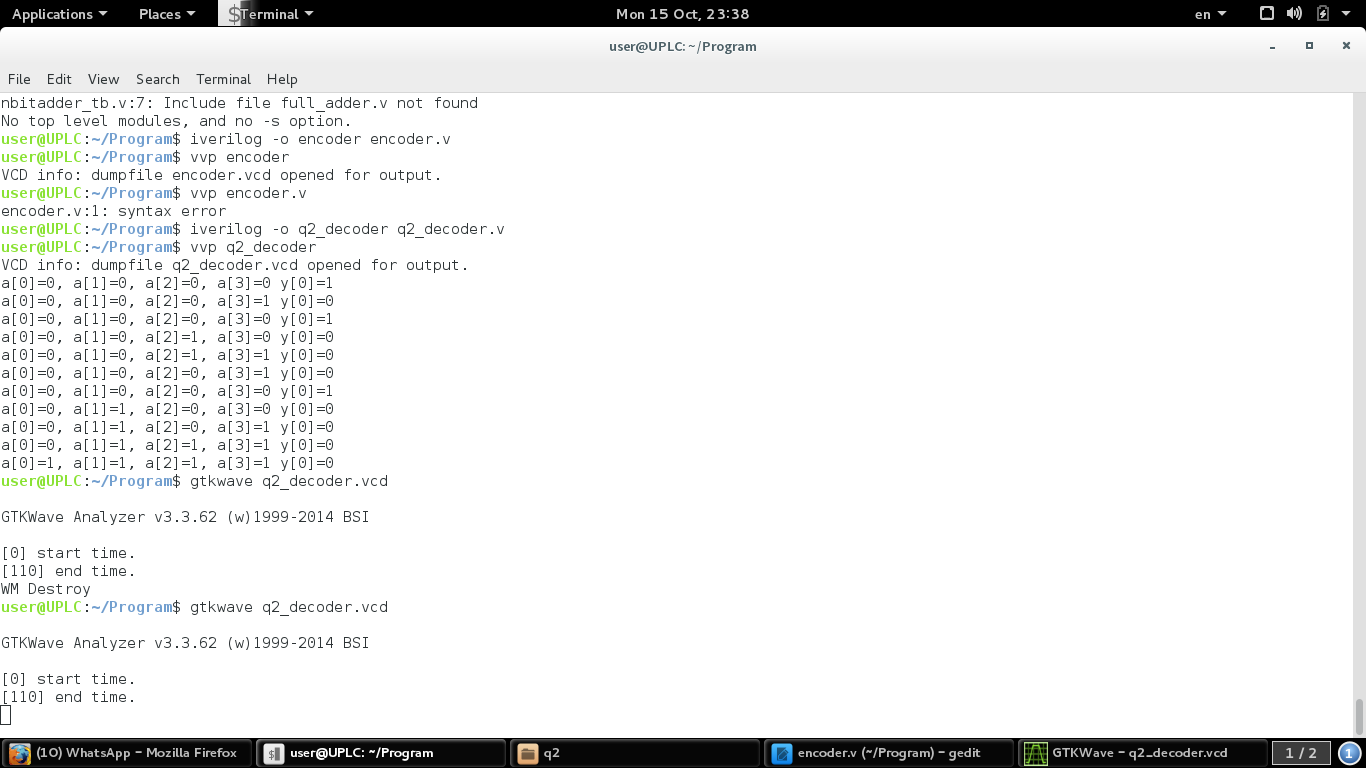 Applications Places $ Terminal Mon 15 Oct, 23:38 en
user@UPLC: ~/Program
File Edit View Search Terminal Help
nbitadder_tb.v:7: Include file full_adder.v not found
No top level modules, and no -s option.
user@UPLC:~/Program$ iverilog -o encoder encoder.v
user@UPLC:~/Program$ vvp encoder
VCD info: dumpfile encoder.vcd opened for output.
user@UPLC:~/Program$ vvp encoder.v
encoder.v:1: syntax error
user@UPLC:~/Program$ iverilog -o q2_decoder q2_decoder.v
user@UPLC:~/Program$ vvp q2_decoder
VCD info: dumpfile q2_decoder.vcd opened for output.
a[0]=0, a[1]=0, a[2]=0, a[3]=0 y[0]=1
a[0]=0, a[1]=0, a[2]=0, a[3]=1 y[0]=0
a[0]=0, a[1]=0, a[2]=0, a[3]=0 y[0]=1
a[0]=0, a[1]=0, a[2]=1, a[3]=0 y[0]=0
a[0]=0, a[1]=0, a[2]=1, a[3]=1 y[0]=0
a[0]=0, a[1]=0, a[2]=0, a[3]=1 y[0]=0
a[0]=0, a[1]=0, a[2]=0, a[3]=0 y[0]=1
a[0]=0, a[1]=1, a[2]=0, a[3]=0 y[0]=0
a[0]=0, a[1]=1, a[2]=0, a[3]=1 y[0]=0
a[0]=0, a[1]=1, a[2]=1, a[3]=1 y[0]=0
a[0]=1, a[1]=1, a[2]=1, a[3]=1 y[0]=0
user@UPLC:~/Program$ gtkwave q2_decoder.vcd
GTKWave Analyzer v3.3.62 (w)1999-2014 BSI
[0] start time.
[110] end time.
WM Destroy
user@UPLC:~/Program$ gtkwave q2_decoder.vcd
GTKWave Analyzer v3.3.62 (w)1999-2014 BSI
[0] start time.
[110] end time.
(10) WhatsApp – Mozilla Firefox user@UPLC: ~/Program q2 encoder.v (~/Program) – gedit GTKWave – q2_decoder.vcd 1 / 2 1